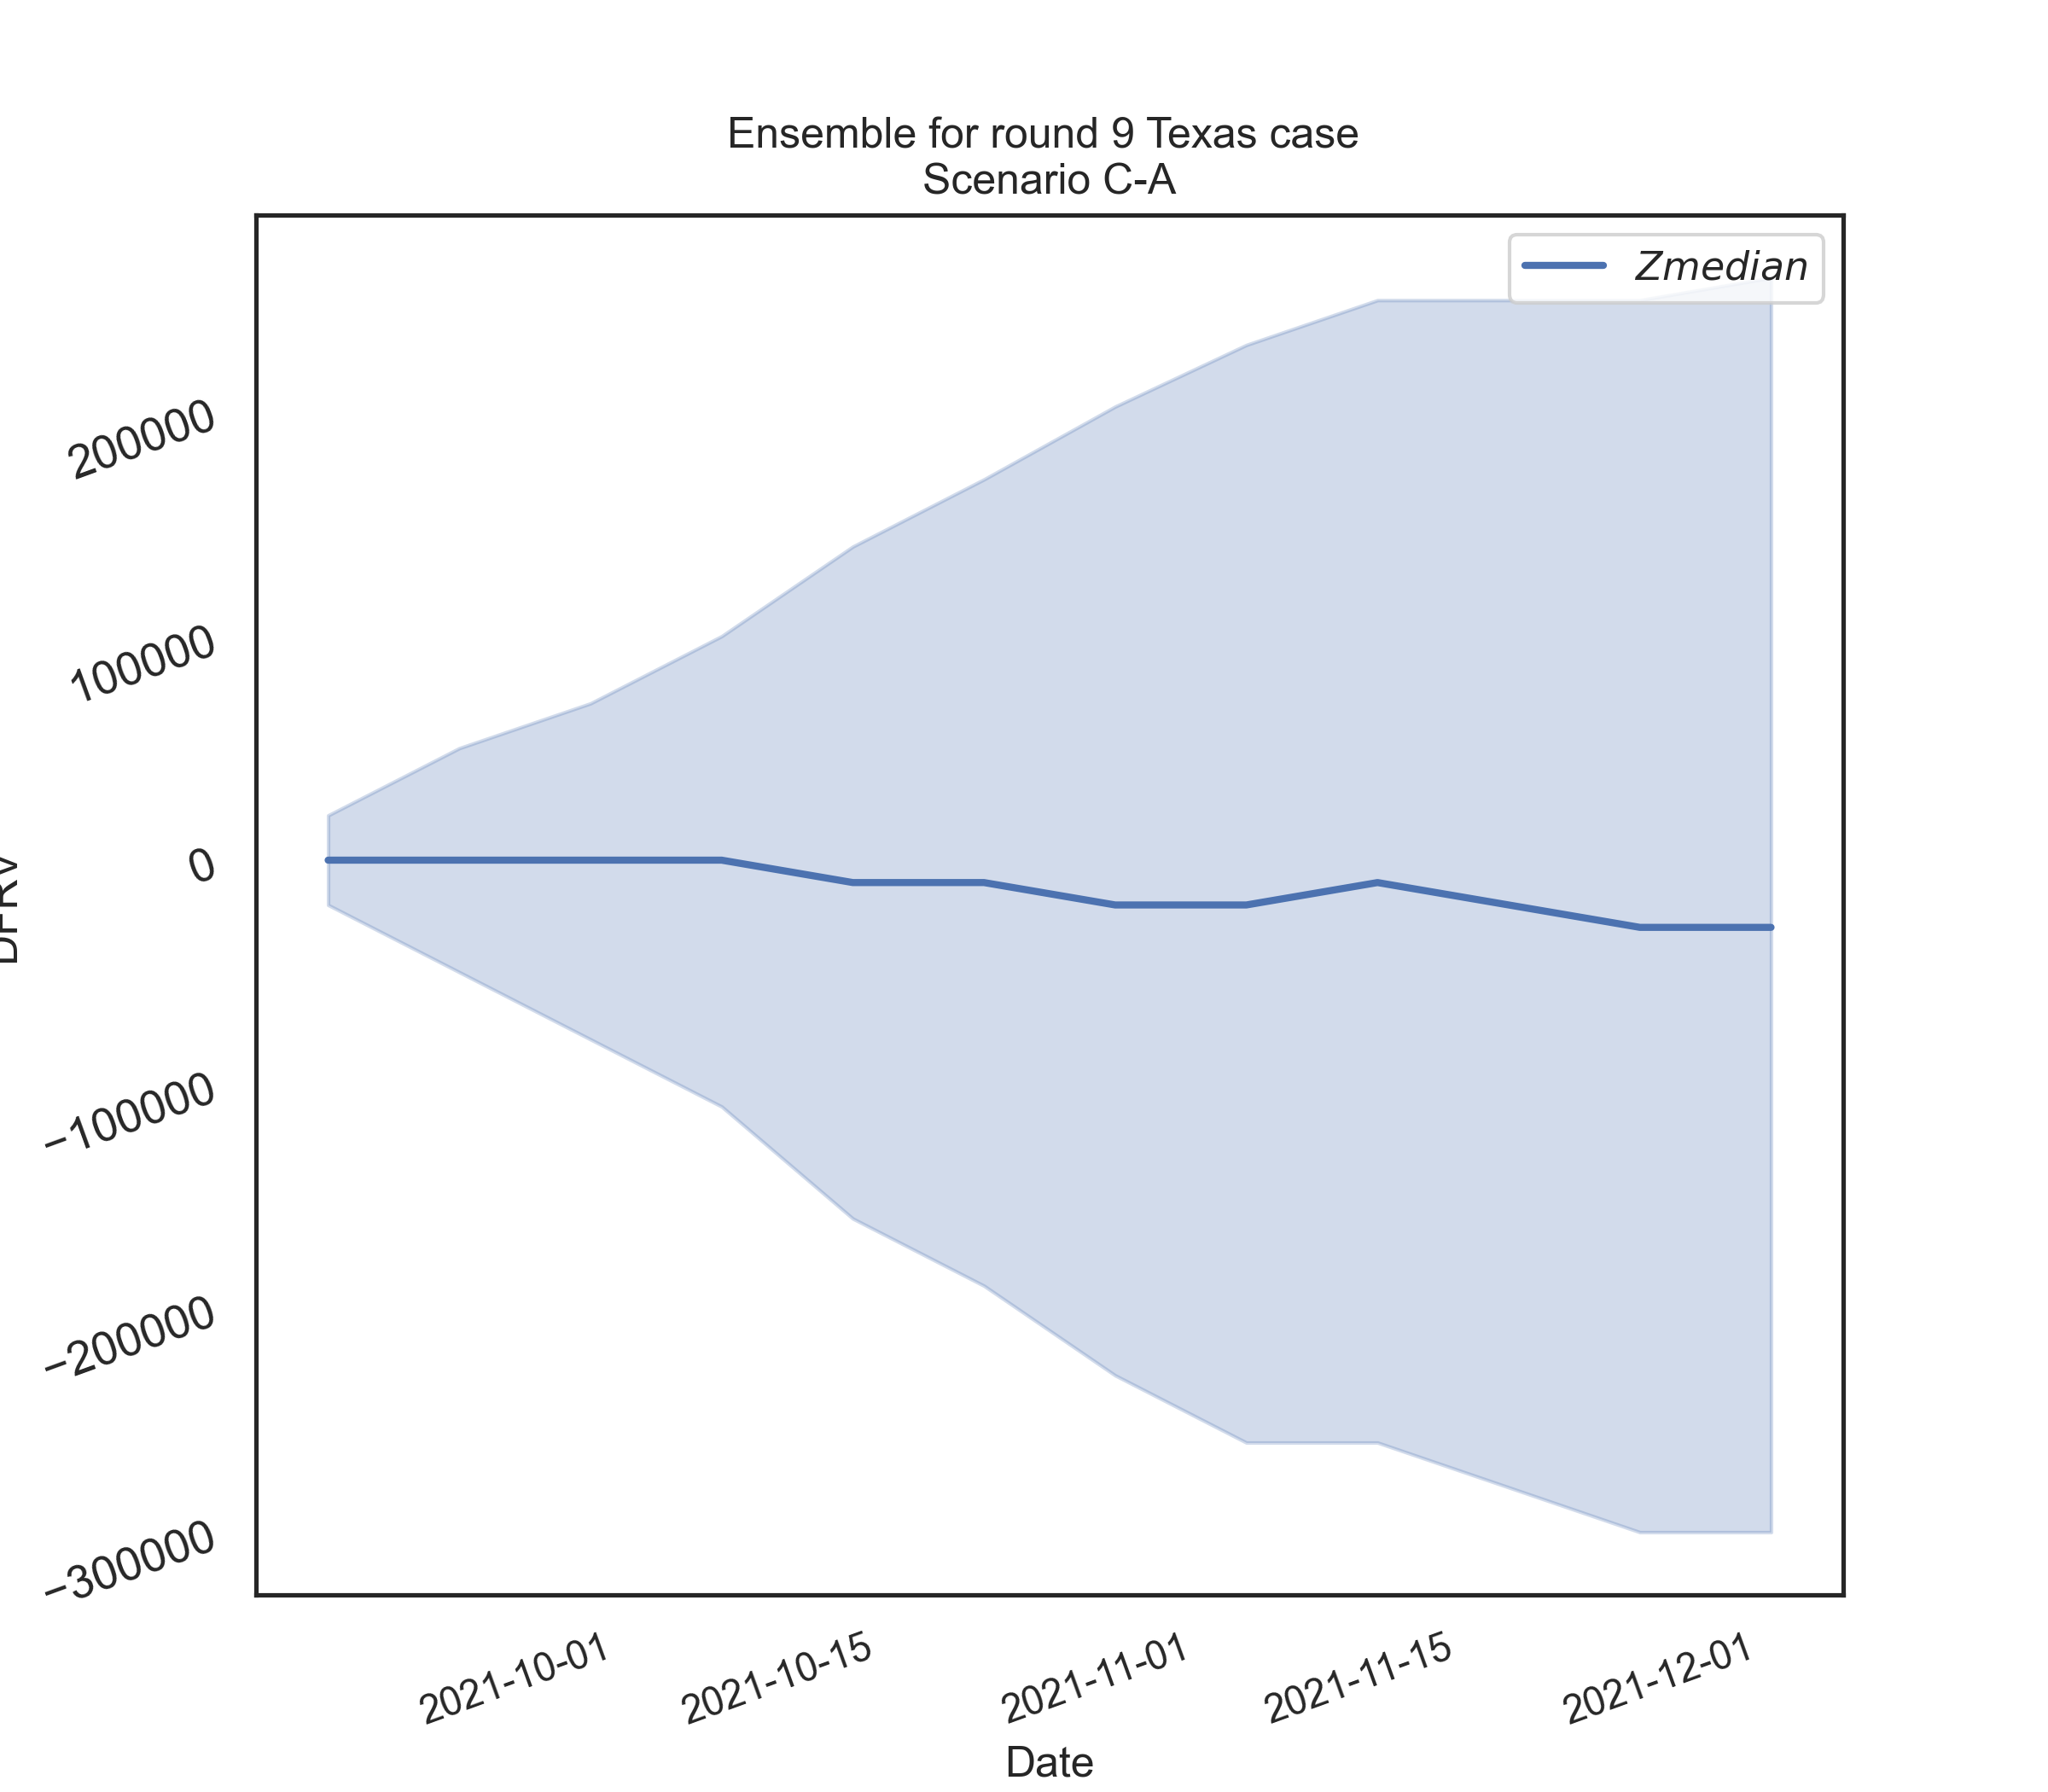 Ensemble for round 9 Texas case
Scenario C-A
Zmedian
200000
100000
0
−100000
−200000
−300000
2021-10-01
2021-10-15
2021-11-01
2021-11-15
2021-12-01
Date